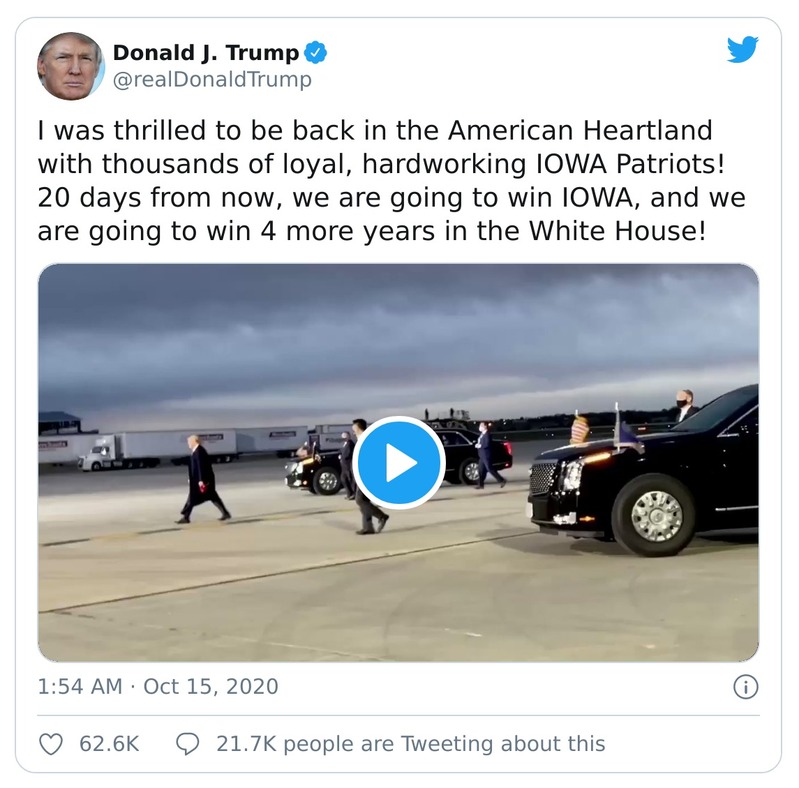 Donald J. Trump
@realDonaldTrump
I was thrilled to be back in the American Heartland
with thousands of loyal, hardworking IOWA Patriots!
20 days from now, we are going to win IOWA, and we
are going to win 4 more years in the White House!
1:54 AM · Oct 15, 2020
62.6K 21.7K people are Tweeting about this